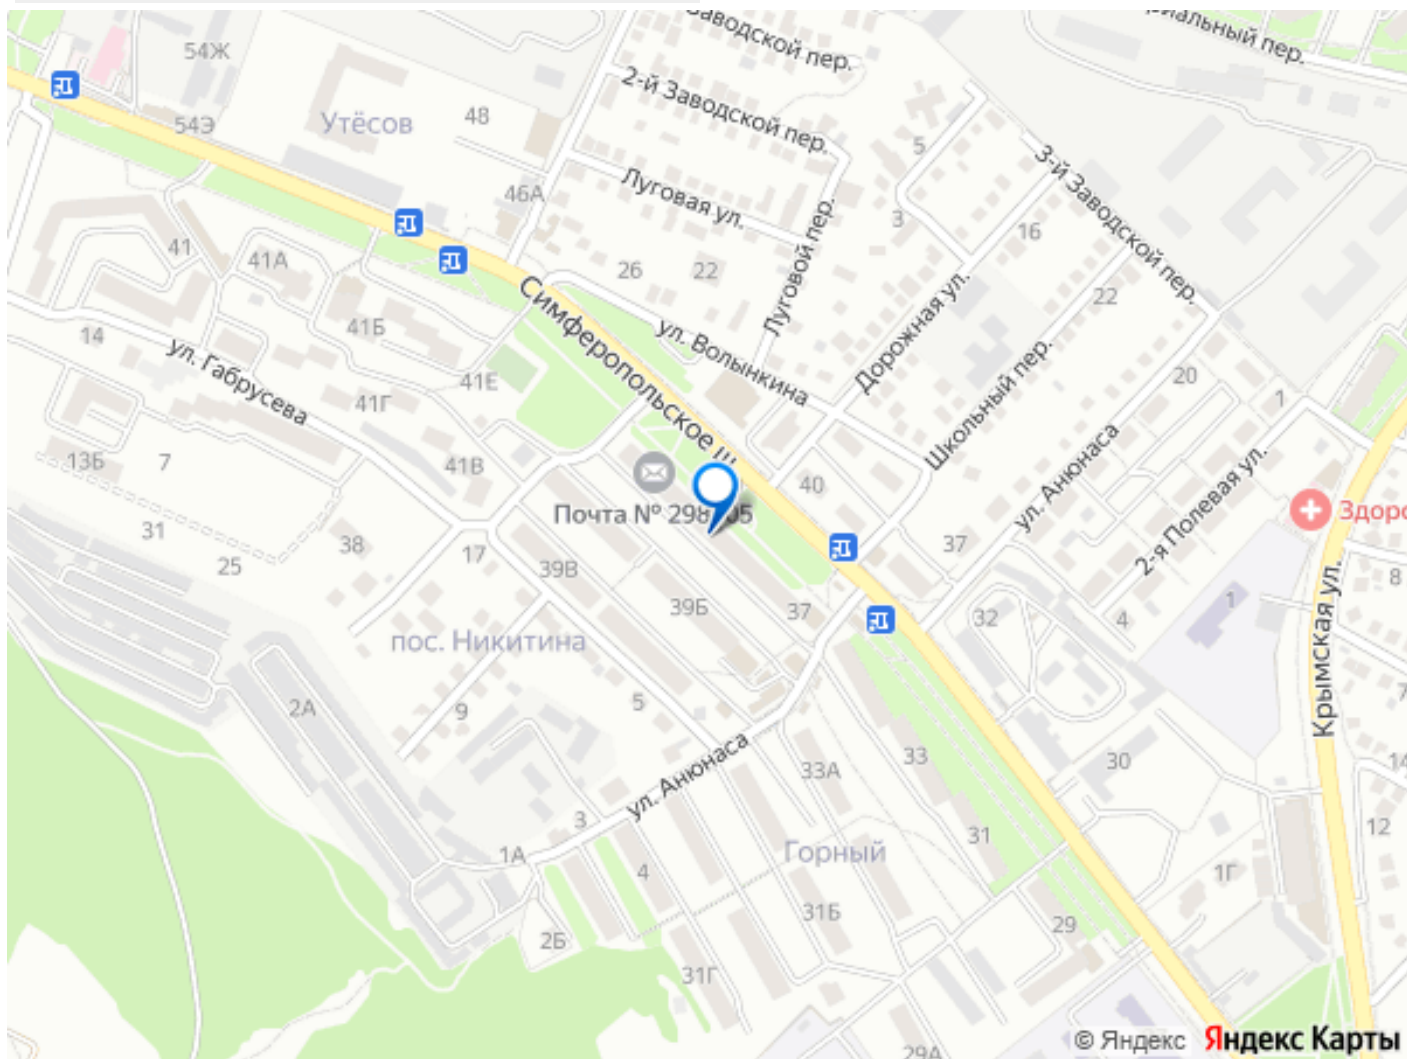 Заводской пер.
54Ж
2-й Заводской пер.
54Э
Утёсов
48
5
3-й Заводской пер.
46А
Луговая ул.
3
16
41
41А
26
22
Луговой пер.
22
Симферопольское ш.
14
41Б
ул. Волынкина
Дорожная ул.
ул. Габрусева
41Е
41Г
Школьный пер.
20
1
13Б
7
41В
40
ул. Анюнаса
2-я Полевая ул.
Почта №
Крымская ул.
31
38
37
25
17
39В
39Б
37
32
4
1
8
пос. Никитина
2А
9
5
33
30
7
14
ул. Анюнаса
33А
3
1А
4
Горный
31
1Г
12
31Б
2Б
29
31Г
29А
© Яндекс
Яндекс Карты